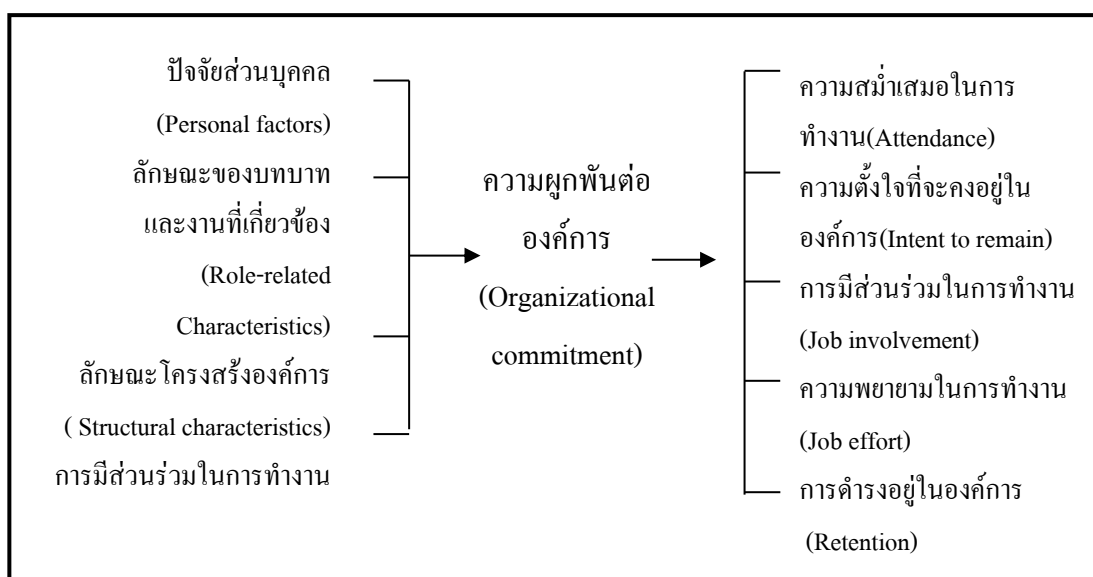 ปัจจัยส่วนบุคคล
(Personal factors)
ลักษณะของบทบาท
และงานที่เกี่ยวข้อง
(Role-related
Characteristics)
ลักษณะโครงสร้งองค์การ
( Structural characteristics)
การมีส่วนร่วมในการทำงาน
ความผูกพันต่อ
องค์การ
(Organizational
commitment)
ความสม่ำเสมอในการ
ทำงาน(Attendance)
ความตั้งใจที่จะคงอยู่ใน
องค์การ(Intent to remain)
การมีส่วนร่วมในการทำงาน
(Job involvement)
ความพยายามในการทำงาน
(Job effort)
การดำรงอยู่ในองค์การ
(Retention)